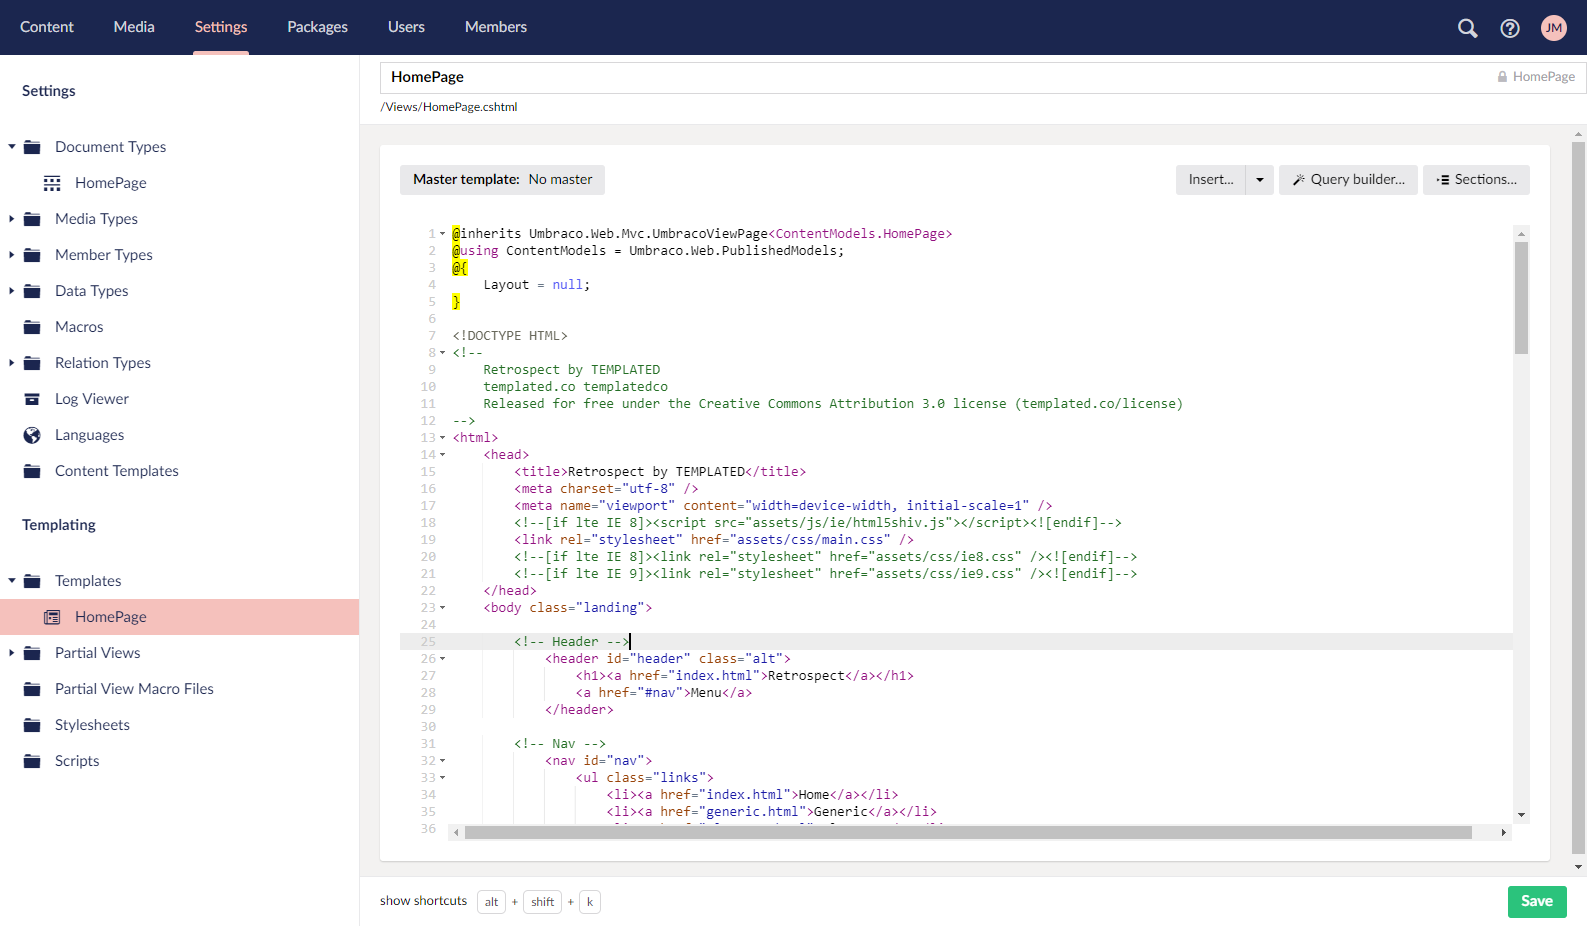 Content Media Settings Packages Users Members JM
Settings
Document Types
HomePage
Media Types
Member Types
Data Types
Macros
Relation Types
Log Viewer
Languages
Content Templates
Templating
Templates
HomePage
Partial Views
Partial View Macro Files
Stylesheets
Scripts
HomePage HomePage
/Views/HomePage.cshtml
Master template: No master Insert... Query builder... Sections...
1 @inherits Umbraco.Web.Mvc.UmbracoViewPage<ContentModels.HomePage>
2 @using ContentModels = Umbraco.Web.PublishedModels;
3 @{
4     Layout = null;
5 }
6
7 <!DOCTYPE HTML>
8 <!--
9     Retrospect by TEMPLATED
10     templated.co templatedco
11     Released for free under the Creative Commons Attribution 3.0 license (templated.co/license)
12 -->
13 <html>
14     <head>
15         <title>Retrospect by TEMPLATED</title>
16         <meta charset="utf-8" />
17         <meta name="viewport" content="width=device-width, initial-scale=1" />
18         <!--[if lte IE 8]><script src="assets/js/ie/html5shiv.js"></script><![endif]-->
19         <link rel="stylesheet" href="assets/css/main.css" />
20         <!--[if lte IE 8]><link rel="stylesheet" href="assets/css/ie8.css" /><![endif]-->
21         <!--[if lte IE 9]><link rel="stylesheet" href="assets/css/ie9.css" /><![endif]-->
22     </head>
23     <body class="landing">
24
25         <!-- Header -->
26             <header id="header" class="alt">
27                 <h1><a href="index.html">Retrospect</a></h1>
28                 <a href="#nav">Menu</a>
29             </header>
30
31         <!-- Nav -->
32             <nav id="nav">
33                 <ul class="links">
34                     <li><a href="index.html">Home</a></li>
35                     <li><a href="generic.html">Generic</a></li>
36
show shortcuts alt + shift + k Save